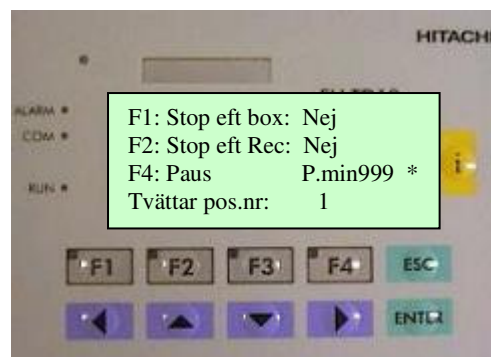 HITACHI
ALARM
COM
RUN
F1: Stop eft box: Nej
F2: Stop eft Rec: Nej
F4: Paus P.min999 *
Tvättar pos.nr: 1
F1 F2 F3 F4 ESC
ENTER